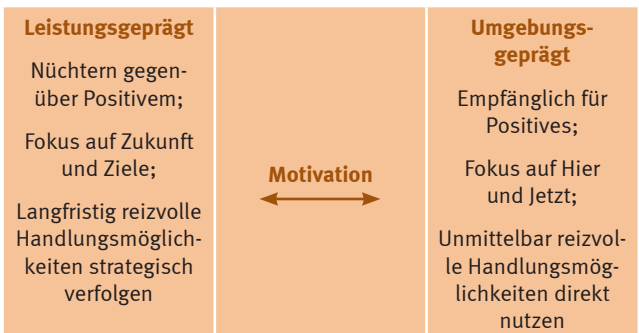 Leistungsgeprägt
Nüchtern gegen-
über Positivem;
Fokus auf Zukunft
und Ziele;
Langfristig reizvolle
Handlungsmöglich-
keiten strategisch
verfolgen
Motivation
Umgebungs-
geprägt
Empfänglich für
Positives;
Fokus auf Hier
und Jetzt;
Unmittelbar reizvol-
le Handlungsmög-
lichkeiten direkt
nutzen